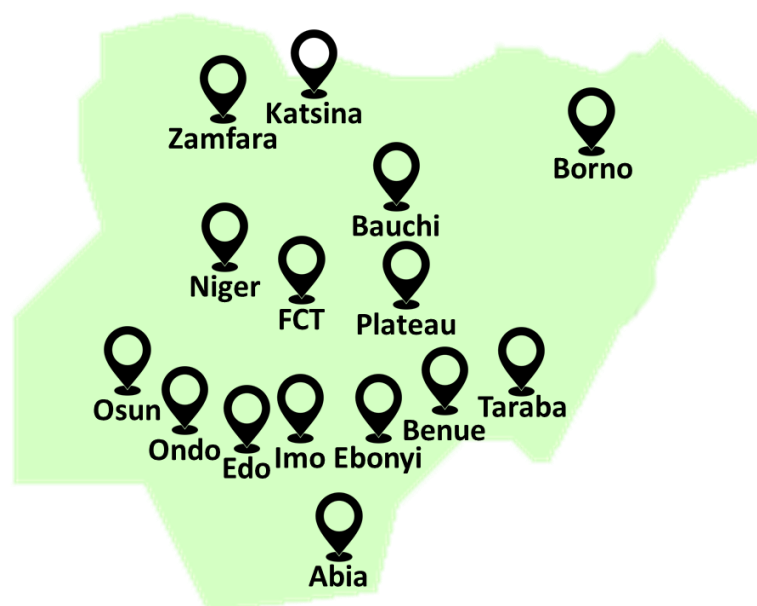 Katsina
Zamfara
Borno
Bauchi
Niger
FCT
Plateau
Osun
Taraba
Benue
Ondo
Edo
Imo
Ebonyi
Abia